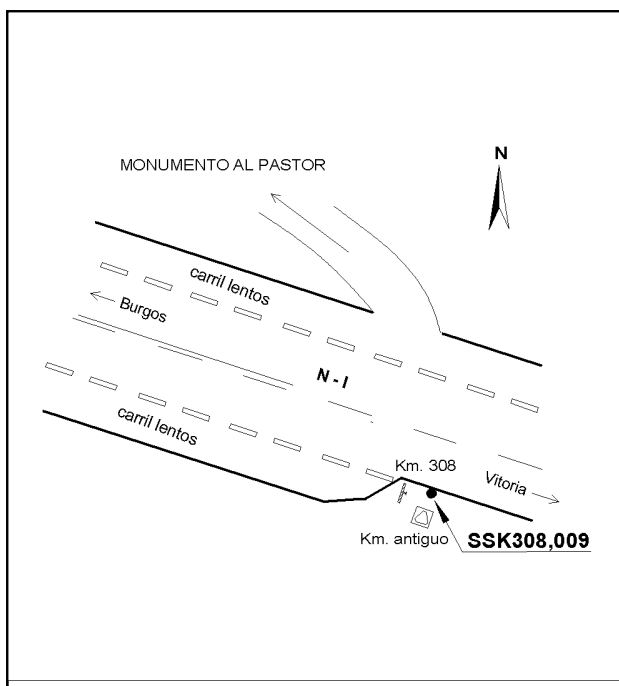 N
MONUMENTO AL PASTOR
carril lentos
Burgos
N - I
carril lentos
Km. 308
Vitoria
Km. antiguo
SSK308,009